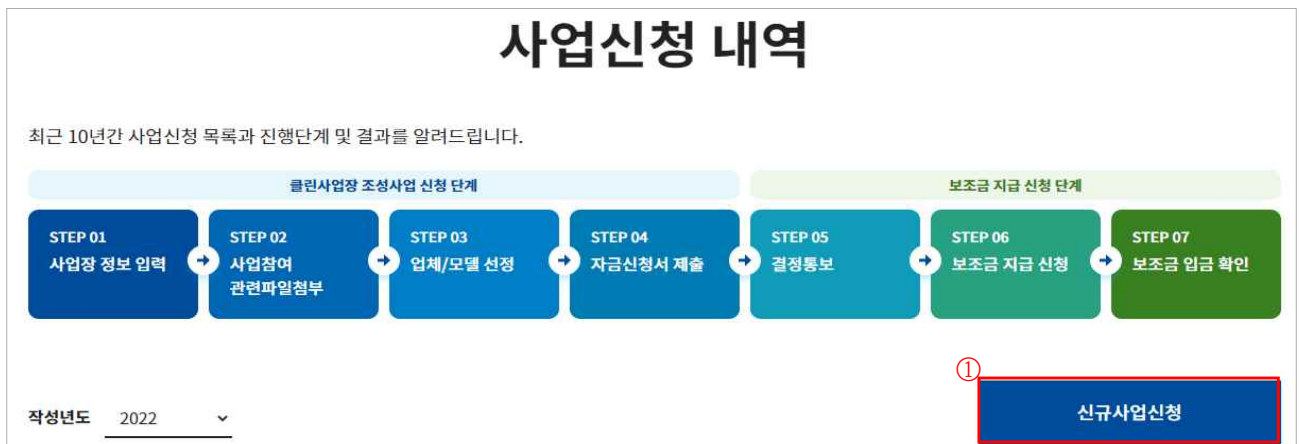 사업신청 내역
최근 10년간 사업신청 목록과 진행단계 및 결과를 알려드립니다.
클린사업장 조성사업 신청 단계
보조금 지급 신청 단계
STEP 01
사업장 정보 입력
STEP 02
사업참여
관련파일첨부
STEP 03
업체/모델 선정
STEP 04
자금신청서 제출
STEP 05
결정통보
STEP 06
보조금 지급 신청
STEP 07
보조금 입금 확인
①
작성년도 2022
신규사업신청